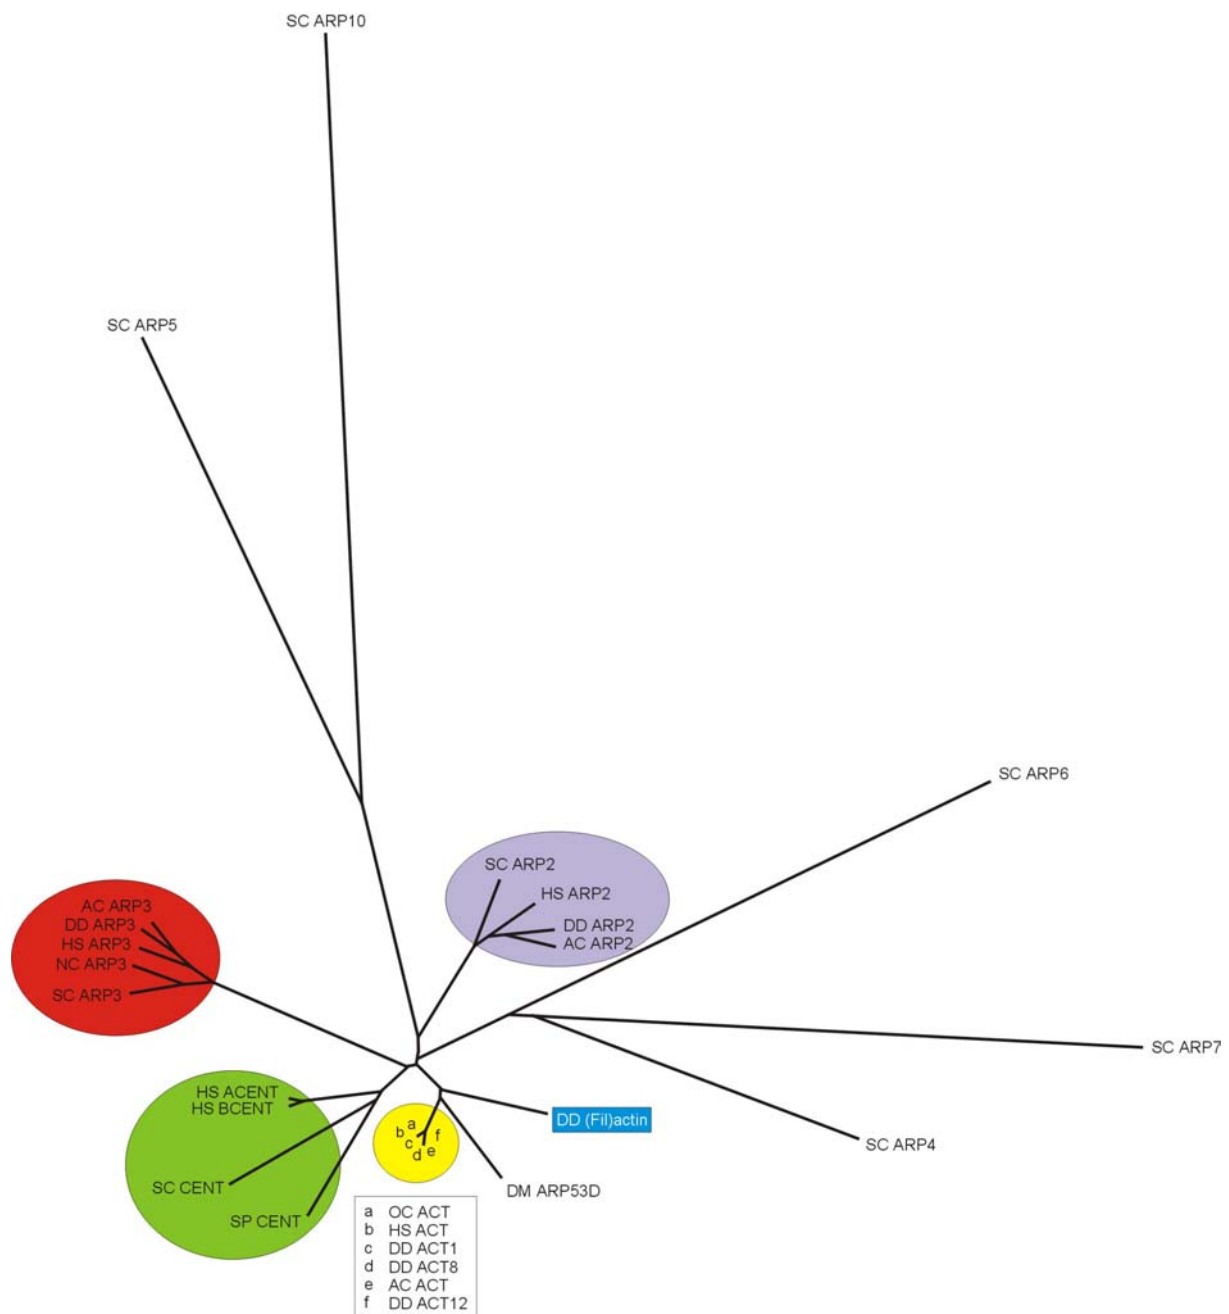 SC ARP10
SC ARP5
SC ARP6
SC ARP2
HS ARP2
DD ARP2
AC ARP2
AC ARP3
DD ARP3
HS ARP3
NC ARP3
SC ARP3
SC ARP7
HS ACENT
HS BCENT
DD (Fil)actin
a
b
f
c
e
d
SC ARP4
SC CENT
DM ARP53D
SP CENT
a OC ACT
b HS ACT
c DD ACT1
d DD ACT8
e AC ACT
f DD ACT12